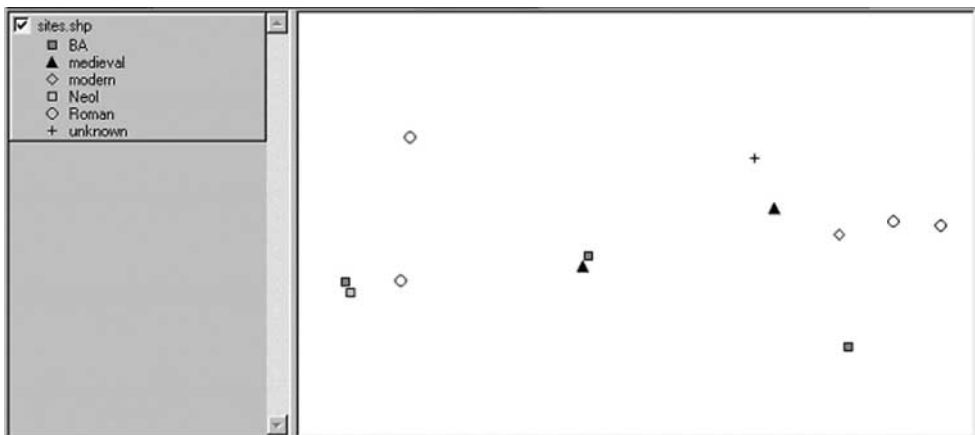 sites.shp
BA
medieval
modern
Neol
Roman
unknown